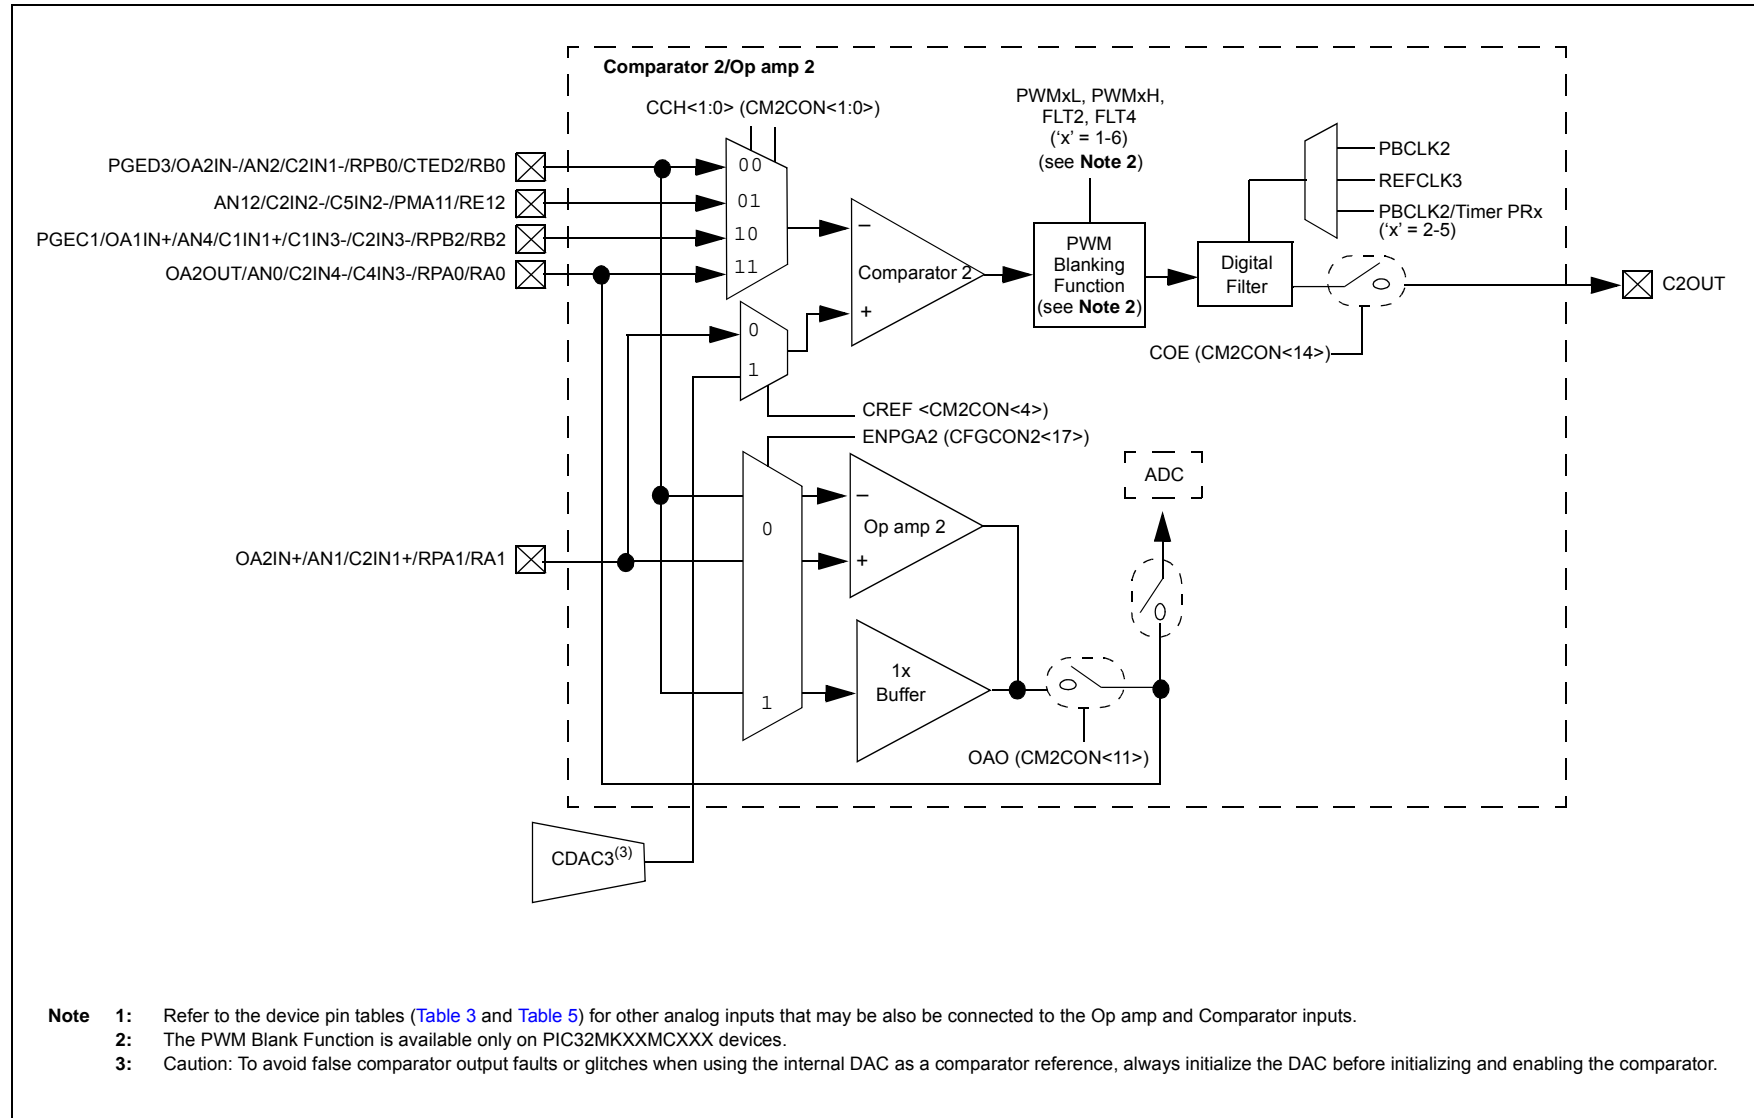 Comparator 2/Op amp 2
CCH<1:0> (CM2CON<1:0>)
PWMxL, PWMxH,
FLT2, FLT4
(‘x’ = 1-6)
(see Note 2)
PGED3/OA2IN-/AN2/C2IN1-/RPB0/CTED2/RB0
AN12/C2IN2-/C5IN2-/PMA11/RE12
PGEC1/OA1IN+/AN4/C1IN1+/C1IN3-/C2IN3-/RPB2/RB2
OA2OUT/AN0/C2IN4-/C4IN3-/RPA0/RA0
00
01
10
11
–
Comparator 2
+
PWM
Blanking
Function
(see Note 2)
Digital
Filter
PBCLK2
REFCLK3
PBCLK2/Timer PRx
(‘x’ = 2-5)
C2OUT
COE (CM2CON<14>)
0
1
CREF <CM2CON<4>)
ENPGA2 (CFGCON2<17>)
ADC
OA2IN+/AN1/C2IN1+/RPA1/RA1
0
1
–
Op amp 2
+
1x
Buffer
OAO (CM2CON<11>)
CDAC3(3)
Note 1: Refer to the device pin tables (Table 3 and Table 5) for other analog inputs that may be also be connected to the Op amp and Comparator inputs.
2: The PWM Blank Function is available only on PIC32MKXXMCXXX devices.
3: Caution: To avoid false comparator output faults or glitches when using the internal DAC as a comparator reference, always initialize the DAC before initializing and enabling the comparator.